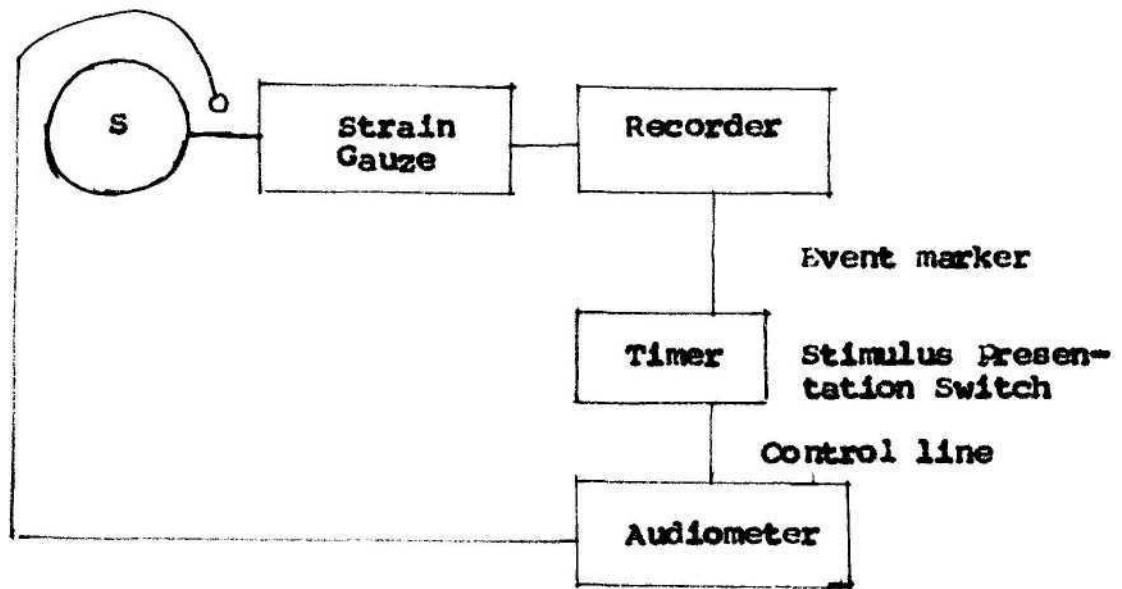 S
Strain
Gauze
Recorder
Event marker
Timer
Stimulus Presen-
tation Switch
Control line
Audiometer